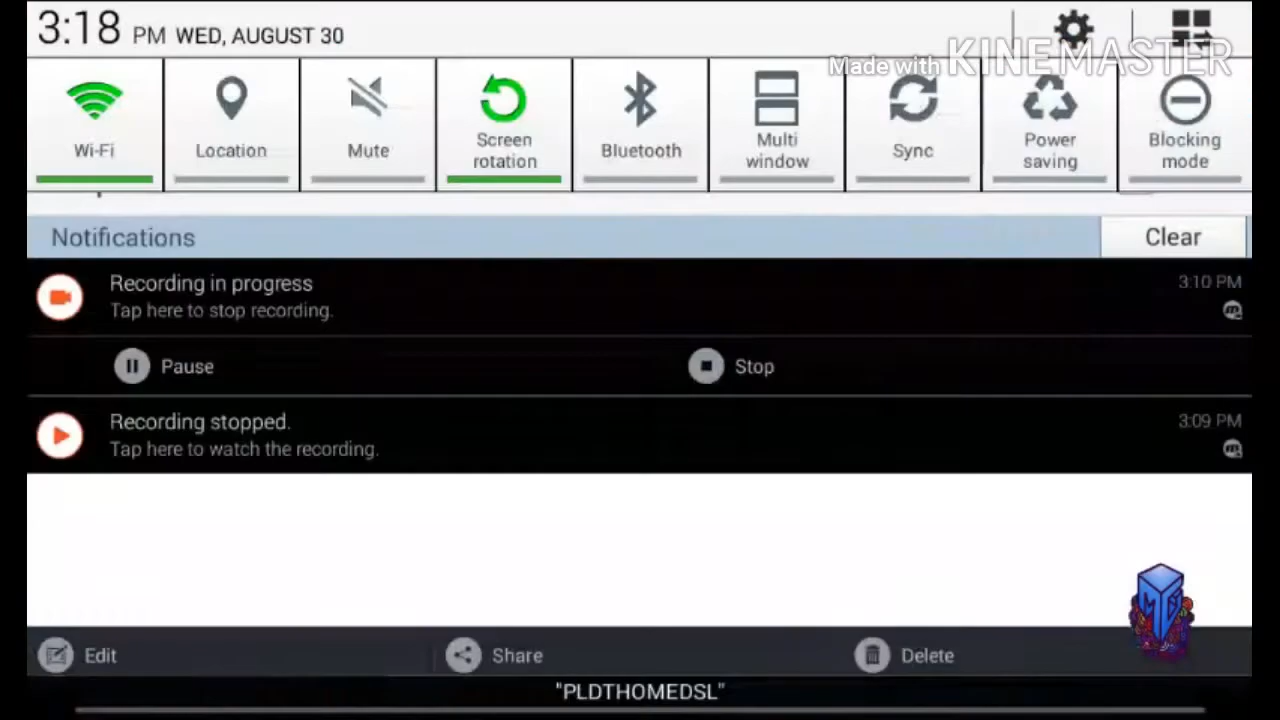 3:18 PM WED, AUGUST 30
Made with KINEMASTER
Wi-Fi
Location
Mute
Screen
rotation
Bluetooth
Multi
window
Sync
Power
saving
Blocking
mode
Notifications
Clear
Recording in progress
3:10 PM
Tap here to stop recording.
Pause
Stop
Recording stopped.
3:09 PM
Tap here to watch the recording.
Edit
Share
Delete
"PLDTHOMEDSL"